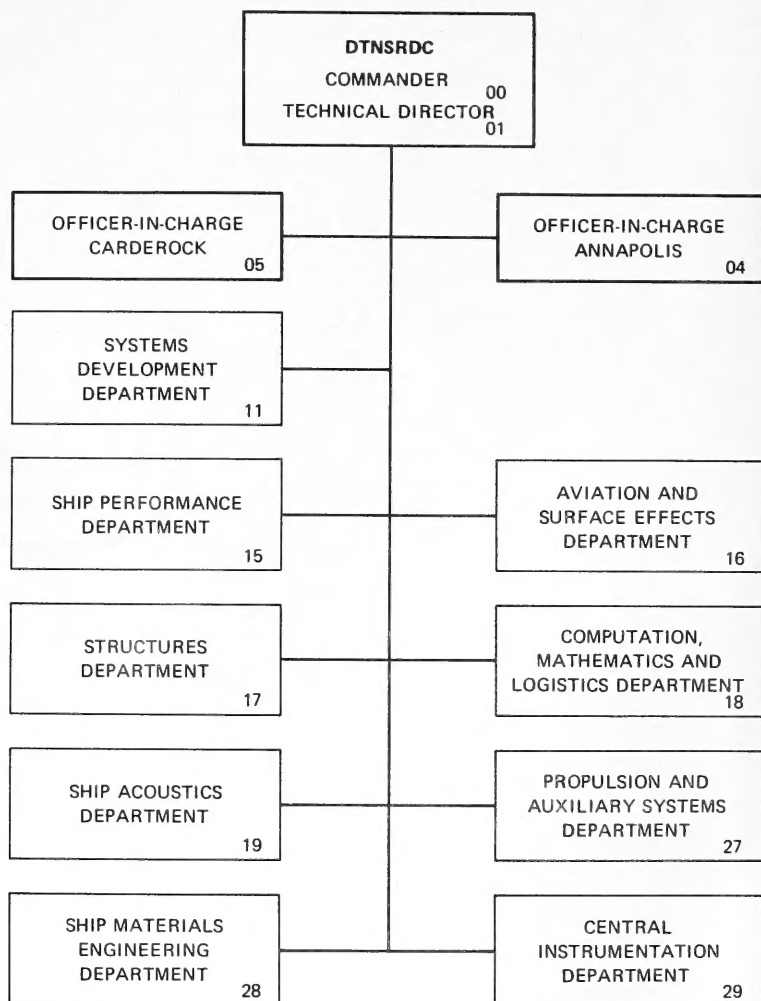 DTNSRDC
COMMANDER
00
TECHNICAL DIRECTOR
01
OFFICER-IN-CHARGE
CARDEROCK
05
OFFICER-IN-CHARGE
ANNAPOLIS
04
SYSTEMS
DEVELOPMENT
DEPARTMENT
11
SHIP PERFORMANCE
DEPARTMENT
15
AVIATION AND
SURFACE EFFECTS
DEPARTMENT
16
STRUCTURES
DEPARTMENT
17
COMPUTATION,
MATHEMATICS AND
LOGISTICS DEPARTMENT
18
SHIP ACOUSTICS
DEPARTMENT
19
PROPULSION AND
AUXILIARY SYSTEMS
DEPARTMENT
27
SHIP MATERIALS
ENGINEERING
DEPARTMENT
28
CENTRAL
INSTRUMENTATION
DEPARTMENT
29